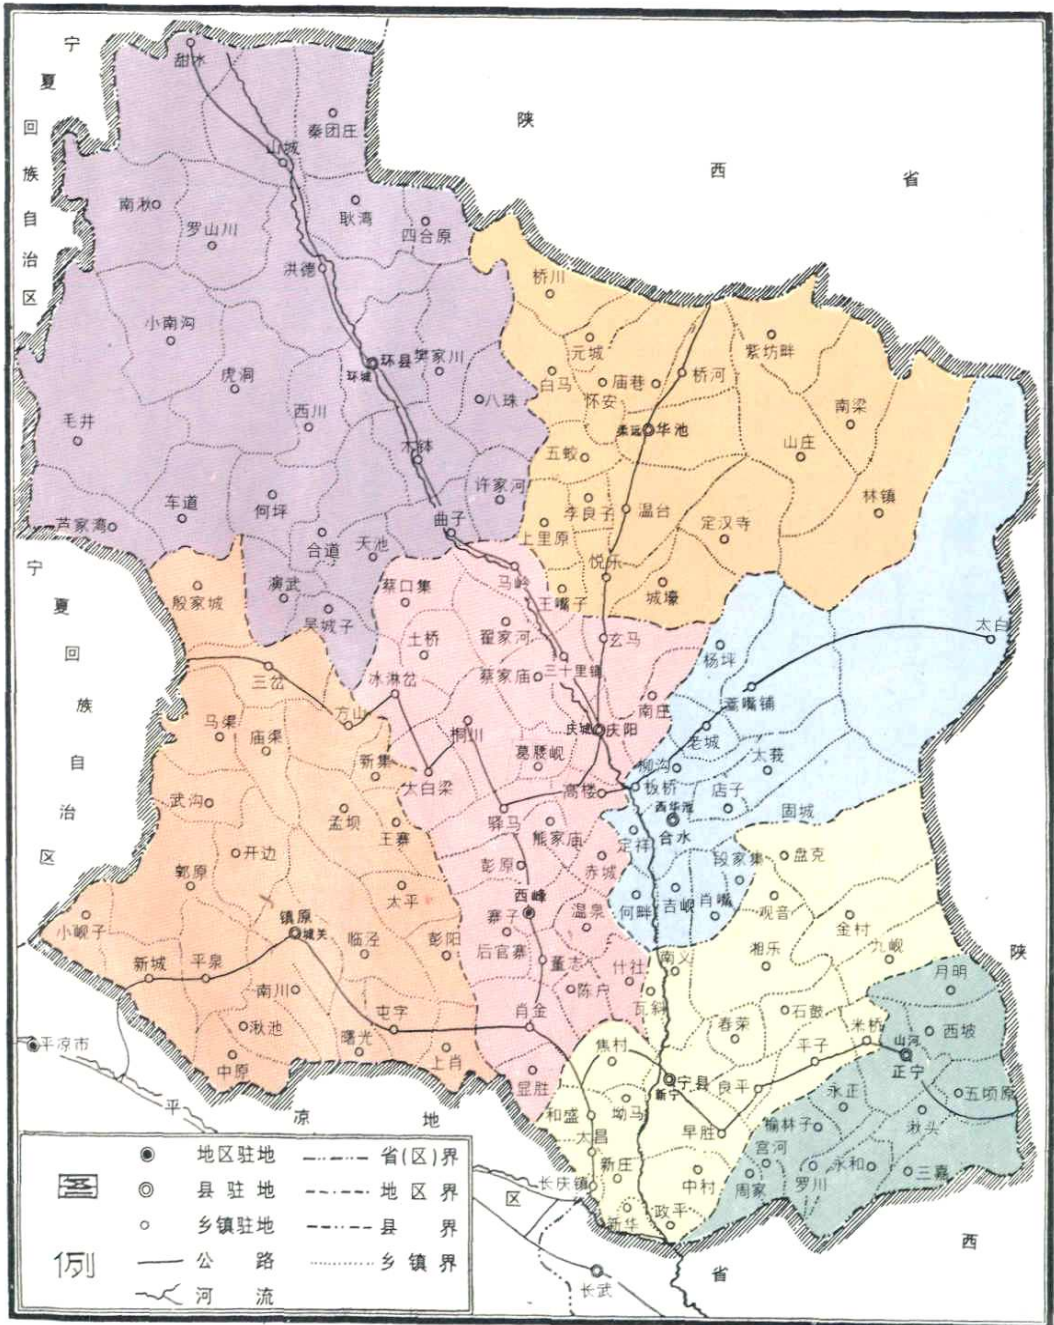 宁夏回族自治区
陕西省
甜水
秦团庄
山城
南湫
罗山川
耿湾
四合原
洪德
小南沟
虎洞
环县
环城
樊家川
八珠
西川
毛井
木钵
车道
何坪
许家河
曲子
芦家湾
合道
天池
演武
吴城子
桥川
元城
紫坊畔
白马
怀安
庙巷
桥河
南梁
柔远
华池
山庄
五蛟
林镇
李良子
温台
定汉寺
上里原
悦乐
城壕
王嘴子
宁夏回族自治区
殷家城
三岔
方山
马渠
庙渠
新集
武沟
孟坝
王寨
开边
郭原
太平
小岘子
镇原
城关
临泾
彭阳
新城
平泉
南川
湫池
屯字
曙光
中原
上肖
马岭
蔡口集
土桥
翟家河
玄马
蔡家庙
三十里铺
冰淋岔
南庄
桐川
庆城
庆阳
葛腰岘
太白梁
高楼
驿马
熊家庙
彭原
赤城
西峰
寨子
温泉
后官寨
董志
什社
陈户
肖金
显胜
太白
杨坪
蒿嘴铺
老城
柳沟
太莪
板桥
店子
西华池
合水
固城
定祥
段家集
何畔
吉岘
肖嘴
盘克
观音
金村
九岘
湘乐
南义
瓦斜
石鼓
春荣
米桥
平子
焦村
宁县
新宁
良平
和盛
坳马
早胜
太昌
新庄
长庆镇
中村
新华
政平
月明
西坡
山河
正宁
五顷原
永正
湫头
榆林子
宫河
永和
三嘉
周家
罗川
陕西省
平凉市
平凉地区
长武
图例
地区驻地
县驻地
乡镇驻地
公路
河流
省(区)界
地区界
县界
乡镇界